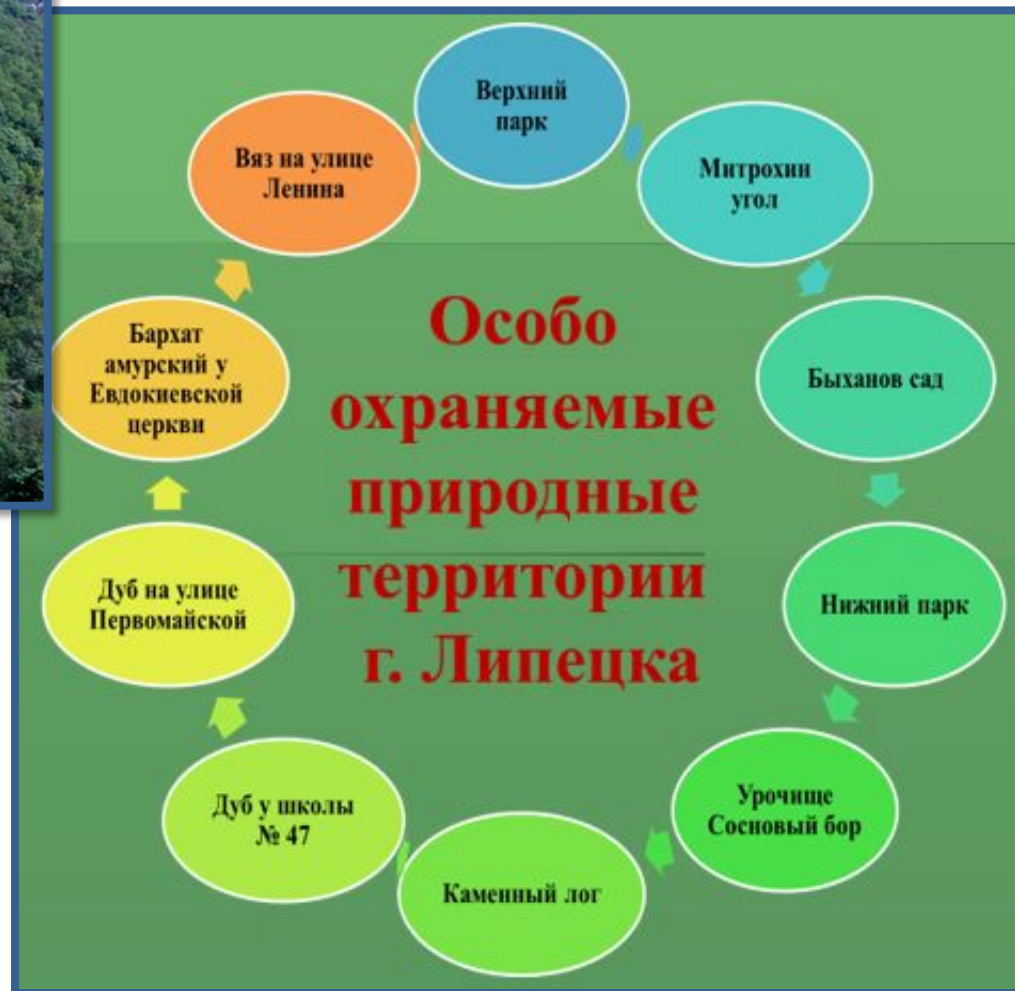 Особо
охраняемые
природные
территории
г. Липецка
Верхний
парк
Митрохин
угол
Быханов сад
Нижний парк
Урочище
Сосновый бор
Каменный лог
Дуб у школы
№ 47
Дуб на улице
Первомайской
Бархат
амурский у
Евдокиевской
церкви
Вяз на улице
Ленина